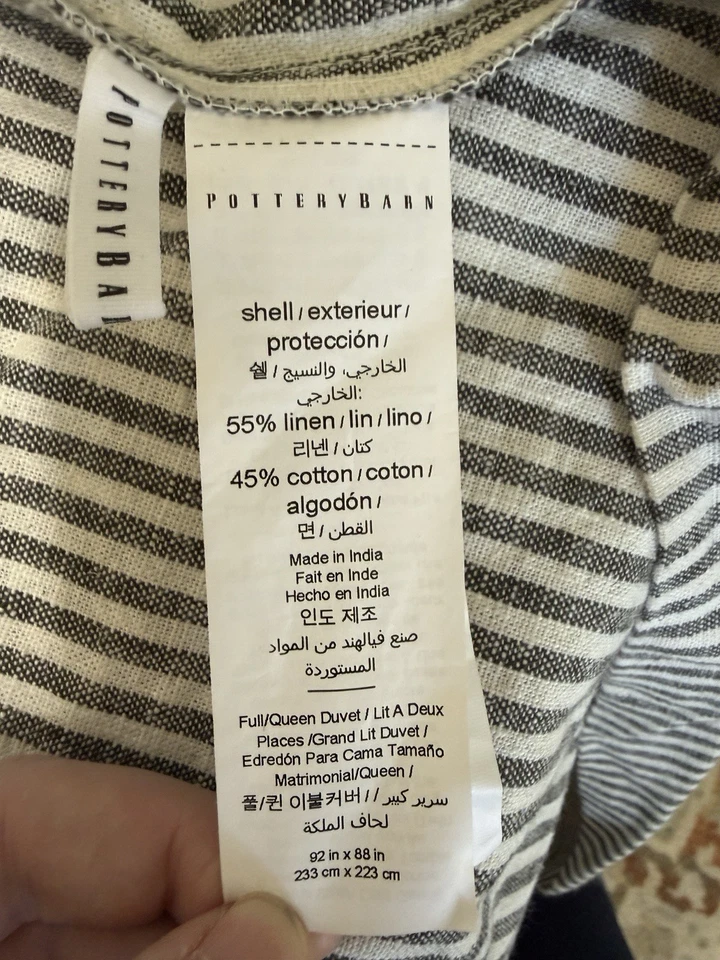 POTTERYBA
POTTERYBARN
shell / exterieur /
protección /
쉘 / الخارجي، والنسيج
الخارجي:
55% linen / lin / lino /
리넨 / كتان
45% cotton / coton /
algodón /
면 / القطن
Made in India
Fait en Inde
Hecho en India
인도 제조
صنع فيالهند من المواد
المستوردة
Full/Queen Duvet / Lit A Deux
Places /Grand Lit Duvet /
Edredón Para Cama Tamaño
Matrimonial/Queen /
풀/퀸 이불커버 / / سرير كبير
لحاف الملكة
92 in x 88 in
233 cm x 223 cm